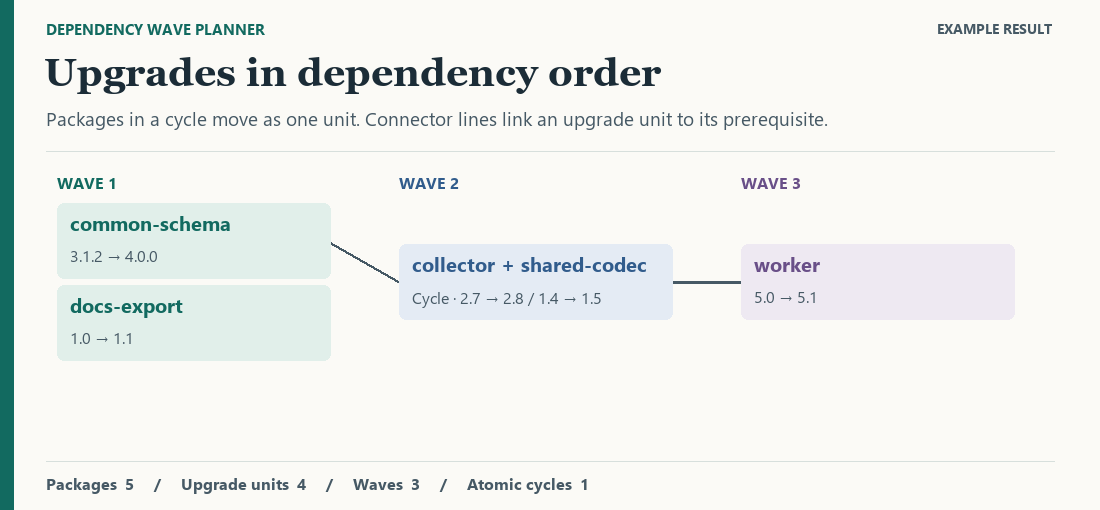 DEPENDENCY WAVE PLANNER
EXAMPLE RESULT
Upgrades in dependency order
Packages in a cycle move as one unit. Connector lines link an upgrade unit to its prerequisite.
WAVE 1
common-schema
3.1.2 → 4.0.0
docs-export
1.0 → 1.1
WAVE 2
collector + shared-codec
Cycle · 2.7 → 2.8 / 1.4 → 1.5
WAVE 3
worker
5.0 → 5.1
Packages 5 / Upgrade units 4 / Waves 3 / Atomic cycles 1